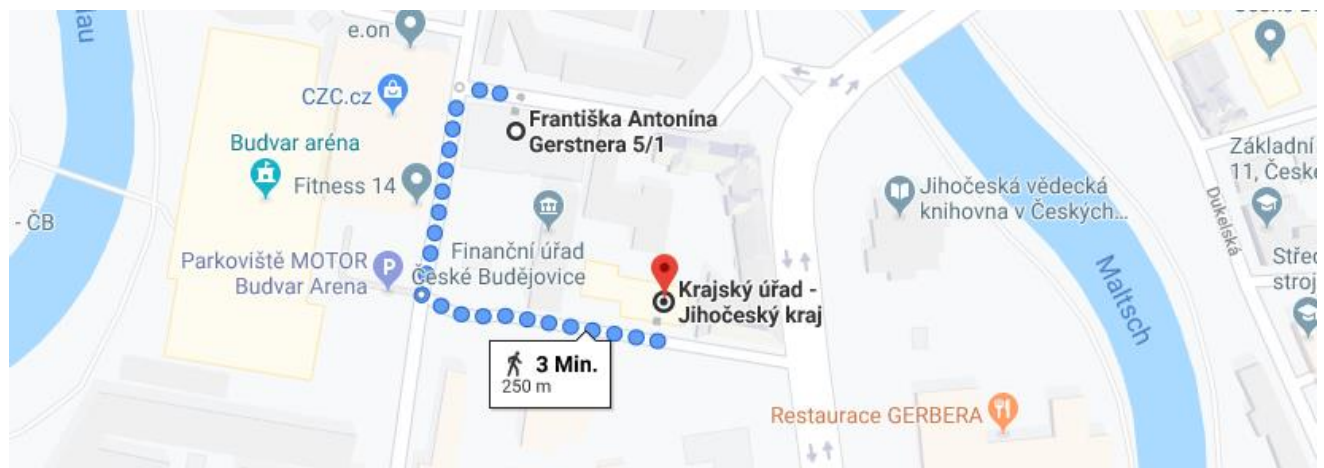 e.on
CZC.cz
Františka Antonína
Gerstnera 5/1
Budvar aréna
Fitness 14
Základní
11, České
Jihočeská vědecká
knihovna v Českých...
Dukelská
- ČB
Finanční úřad
České Budějovice
Parkoviště MOTOR
Budvar Arena
P
Krajský úřad -
Jihočeský kraj
Maltsch
Střed
stroj
3 Min.
250 m
Restaurace GERBERA